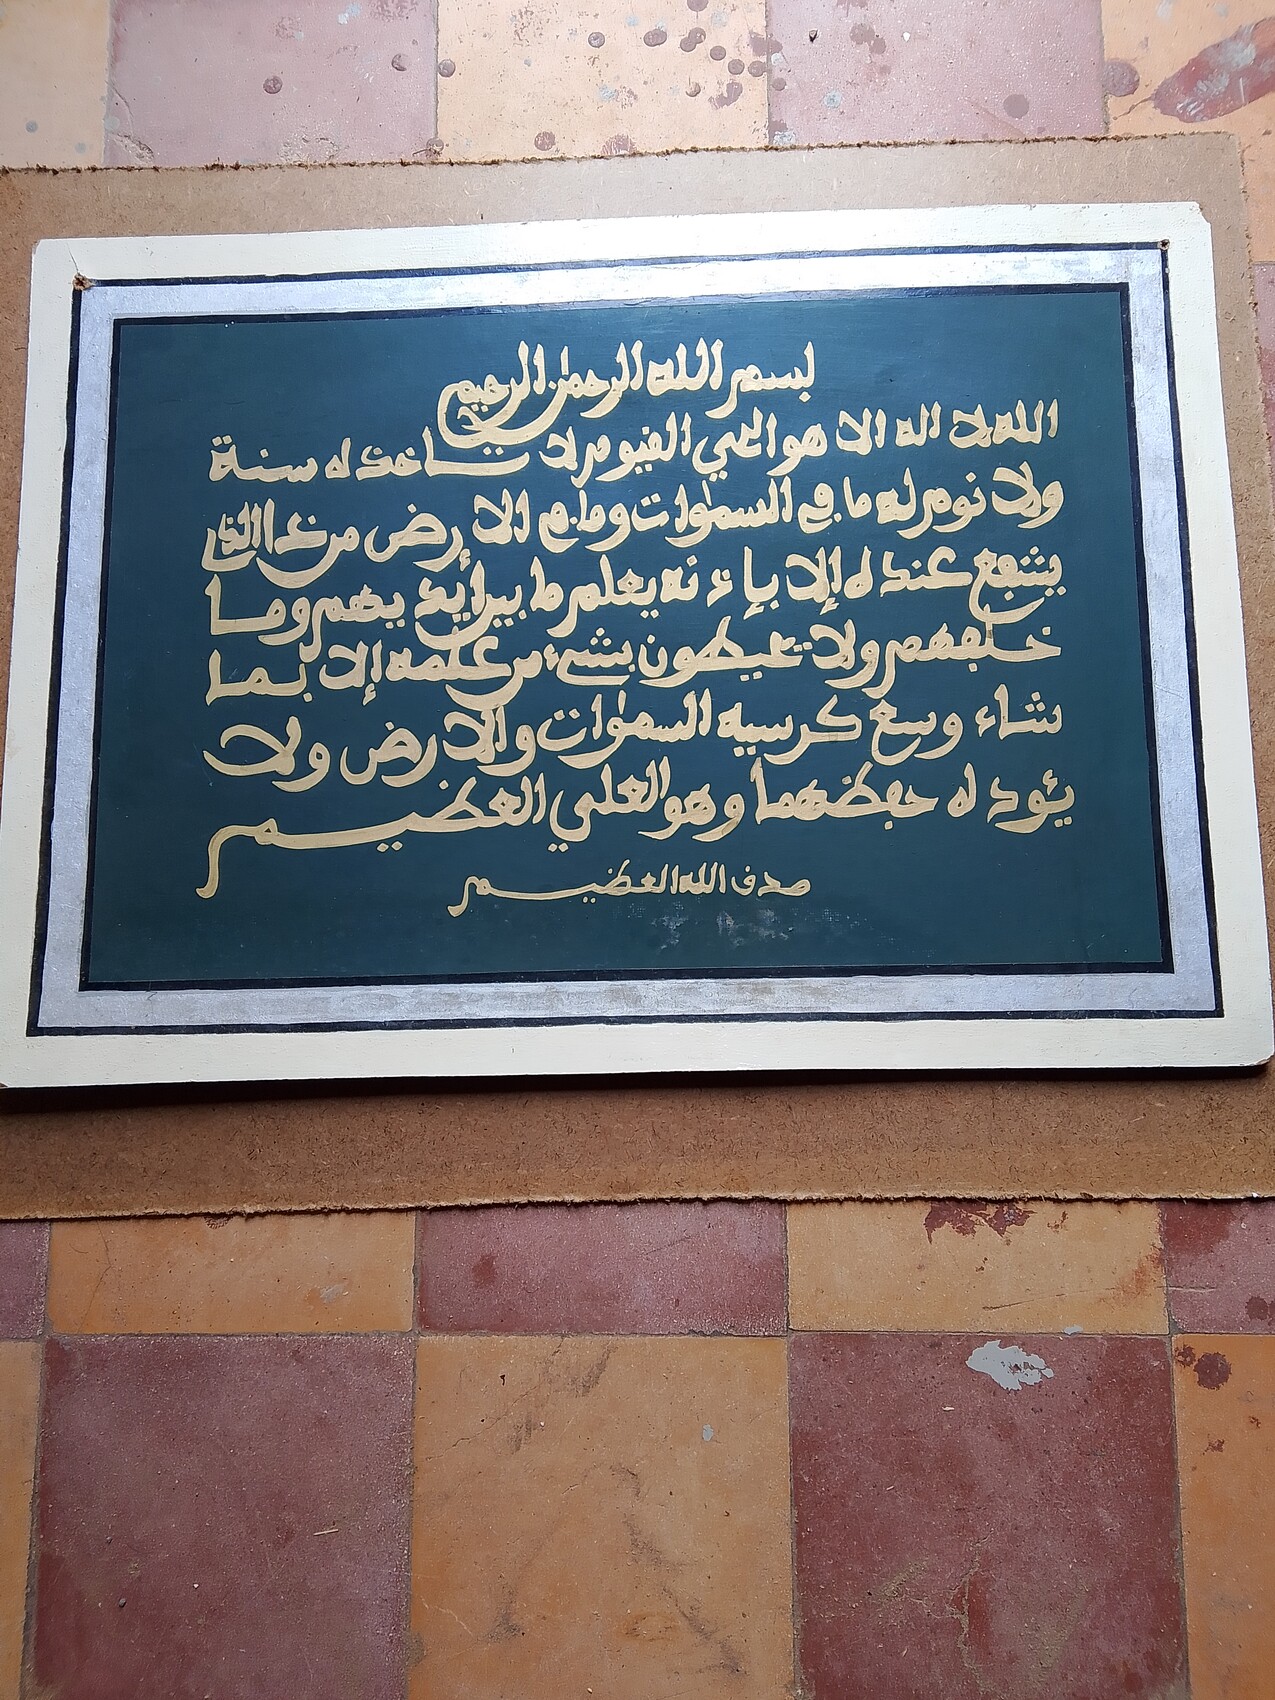 بسم الله الرحمن الرحيم
الله لا اله الا هو الحي القيوم لا تاخذه سنة
ولا نوم له ما في السموات وما في الارض من ذا الذي
يشفع عنده إلا بإذنه يعلم ما بين أيديهم وما
خلفهم ولا يحيطون بشيء من علمه إلا بما
شاء وسع كرسيه السموات والارض ولا
يؤده حفظهما وهو العلي العظيم
صدق الله العظيم